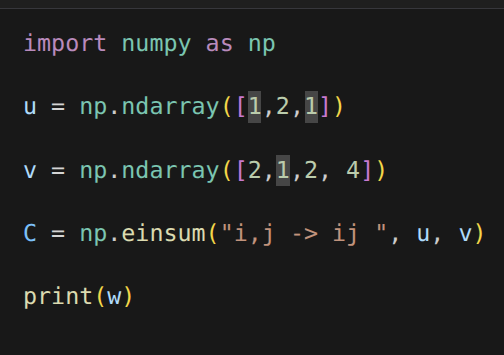 import numpy as np
u = np.ndarray([1,2,1])
v = np.ndarray([2,1,2, 4])
C = np.einsum("i,j -> ij ", u, v)
print(w)